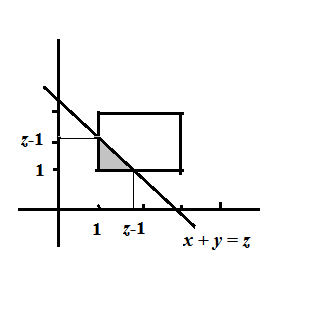 z-1
1
1 z-1
x + y = z